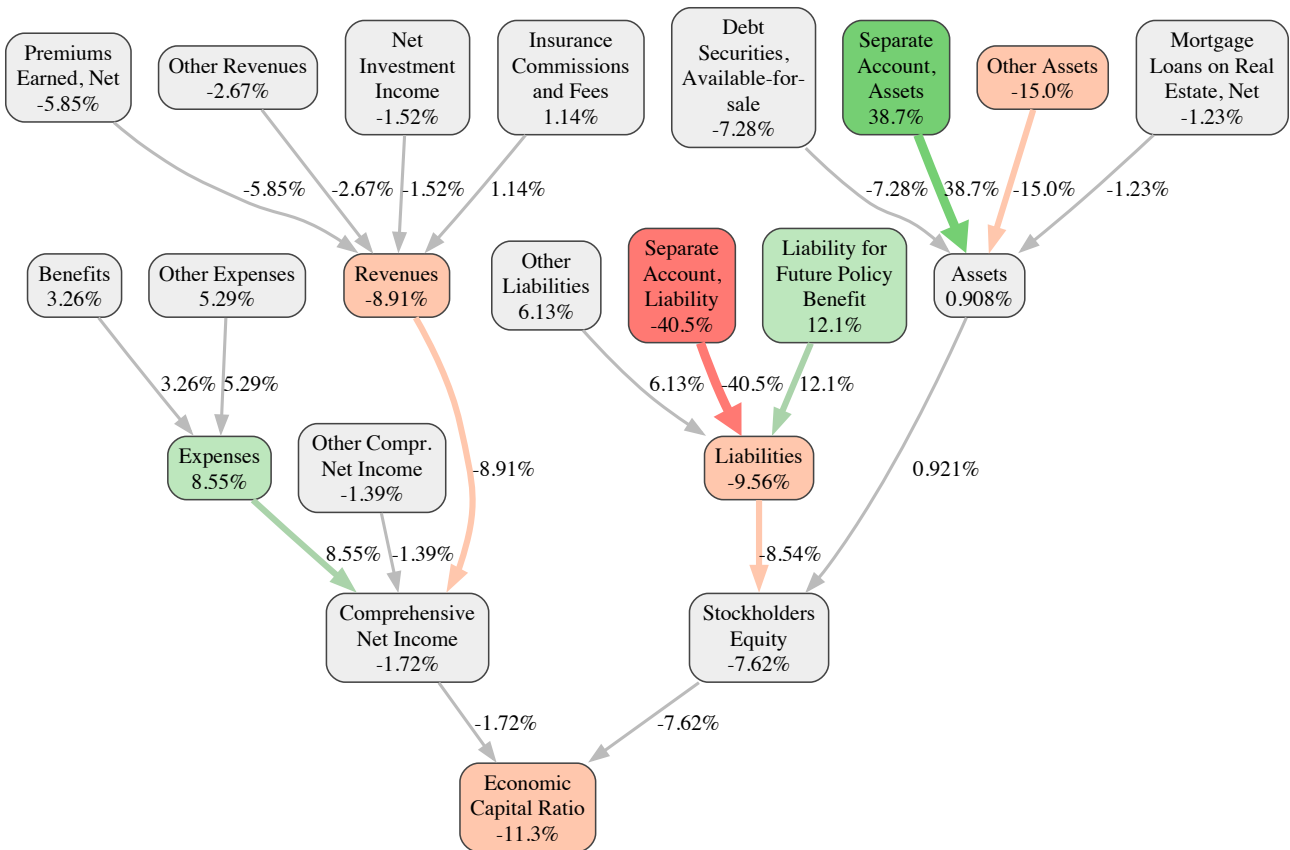 Premiums
Earned, Net
-5.85%
Other Revenues
-2.67%
Net
Investment
Income
-1.52%
Insurance
Commissions
and Fees
1.14%
Debt
Securities,
Available-for-
sale
-7.28%
Separate
Account,
Assets
38.7%
Other Assets
-15.0%
Mortgage
Loans on Real
Estate, Net
-1.23%
-5.85%
-2.67%
-1.52%
1.14%
-7.28%
38.7%
-15.0%
-1.23%
Benefits
3.26%
Other Expenses
5.29%
Revenues
-8.91%
Other
Liabilities
6.13%
Separate
Account,
Liability
-40.5%
Liability for
Future Policy
Benefit
12.1%
Assets
0.908%
3.26%
5.29%
6.13%
-40.5%
12.1%
Expenses
8.55%
Other Compr.
Net Income
-1.39%
-8.91%
Liabilities
-9.56%
0.921%
8.55%
-1.39%
-8.54%
Comprehensive
Net Income
-1.72%
Stockholders
Equity
-7.62%
-1.72%
-7.62%
Economic
Capital Ratio
-11.3%